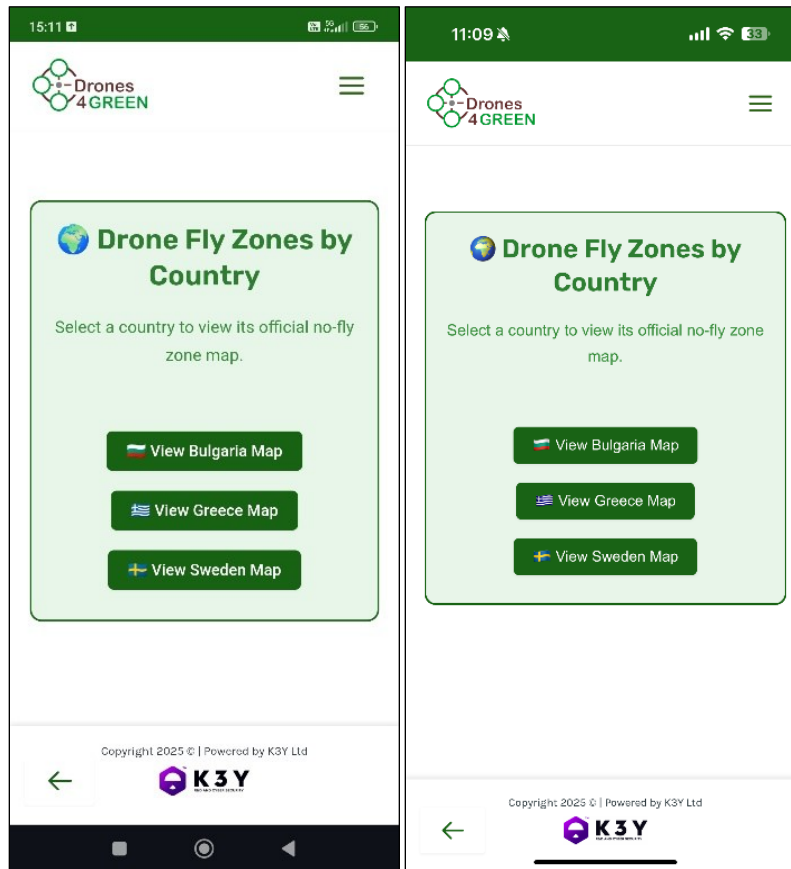 15:11
56
Drones
4GREEN
🌍 Drone Fly Zones by
Country
Select a country to view its official no-fly
zone map.
🇧🇬 View Bulgaria Map
🇬🇷 View Greece Map
🇸🇪 View Sweden Map
Copyright 2025 © | Powered by K3Y Ltd
K3Y
11:09
33
Drones
4GREEN
🌍 Drone Fly Zones by
Country
Select a country to view its official no-fly zone
map.
🇧🇬 View Bulgaria Map
🇬🇷 View Greece Map
🇸🇪 View Sweden Map
Copyright 2025 © | Powered by K3Y Ltd
K3Y